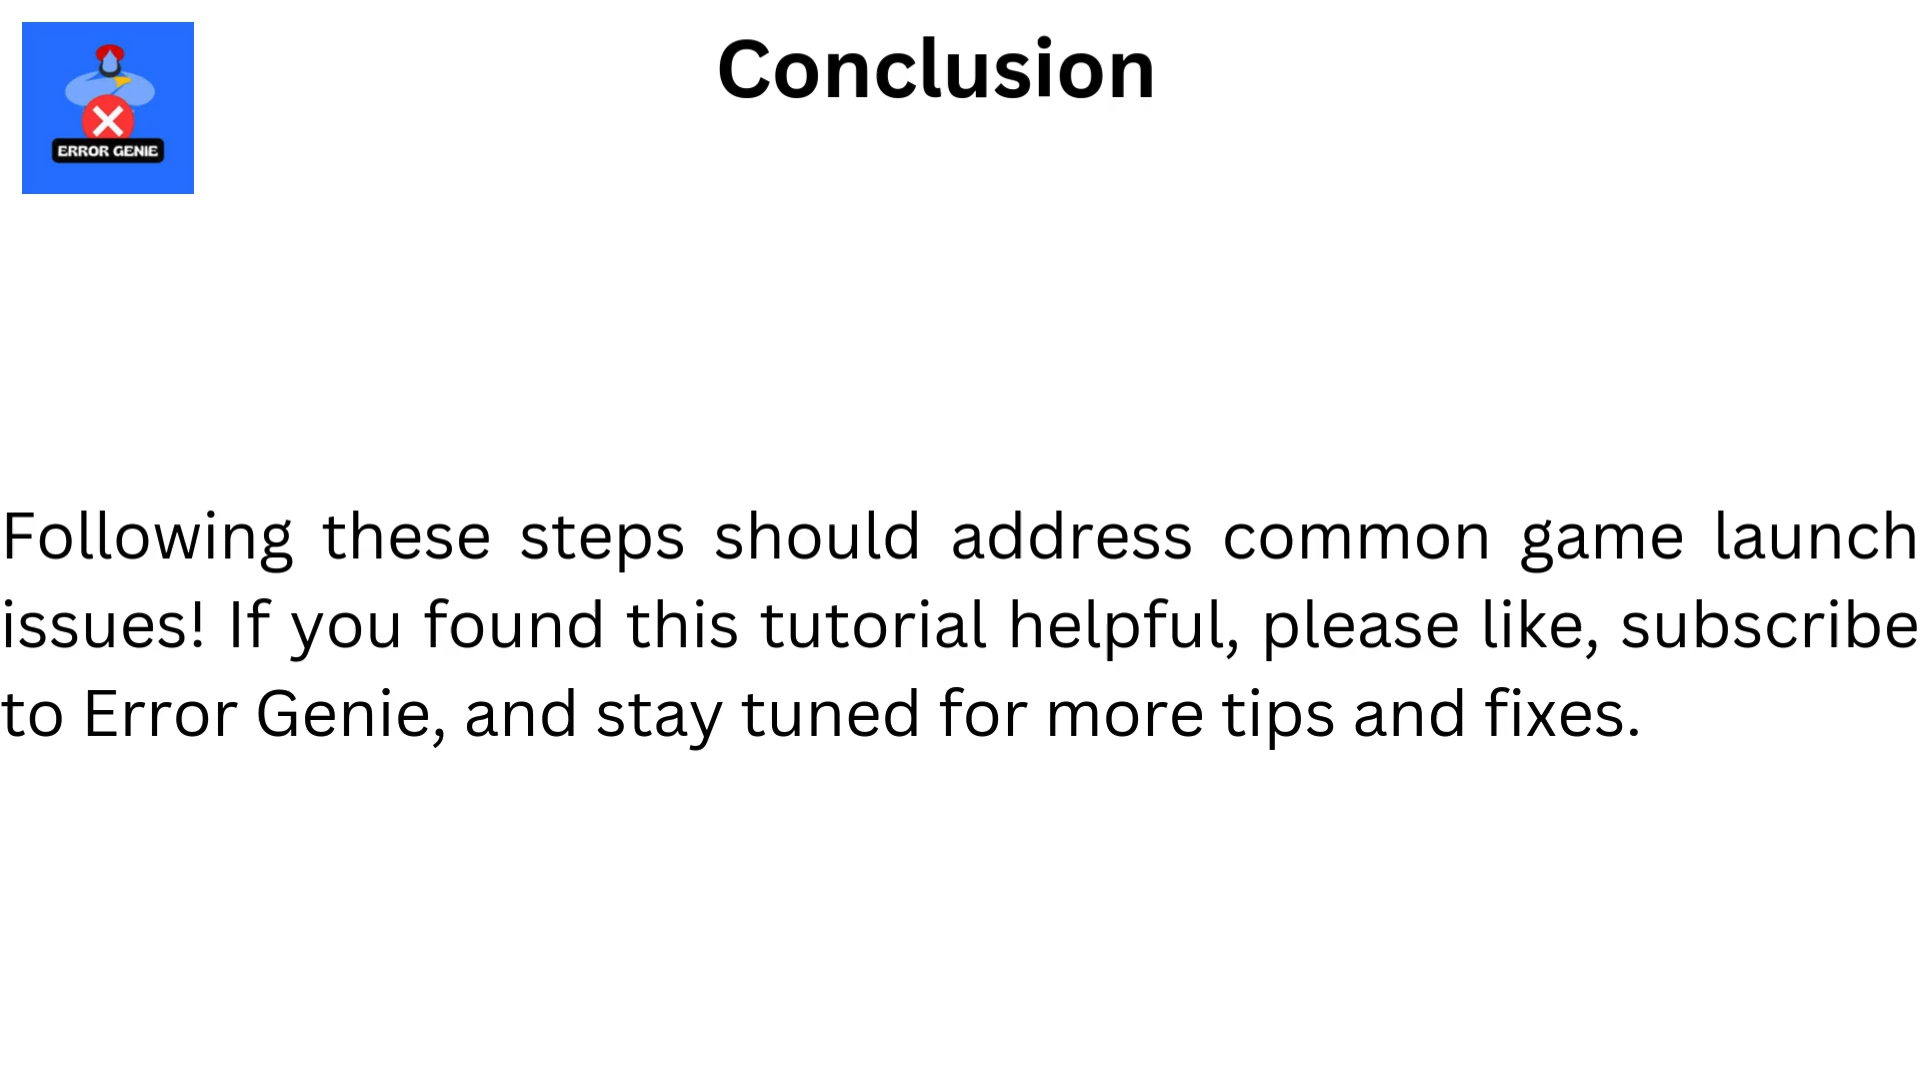 ERROR GENIE
Conclusion
Following these steps should address common game launch
issues! If you found this tutorial helpful, please like, subscribe
to Error Genie, and stay tuned for more tips and fixes.